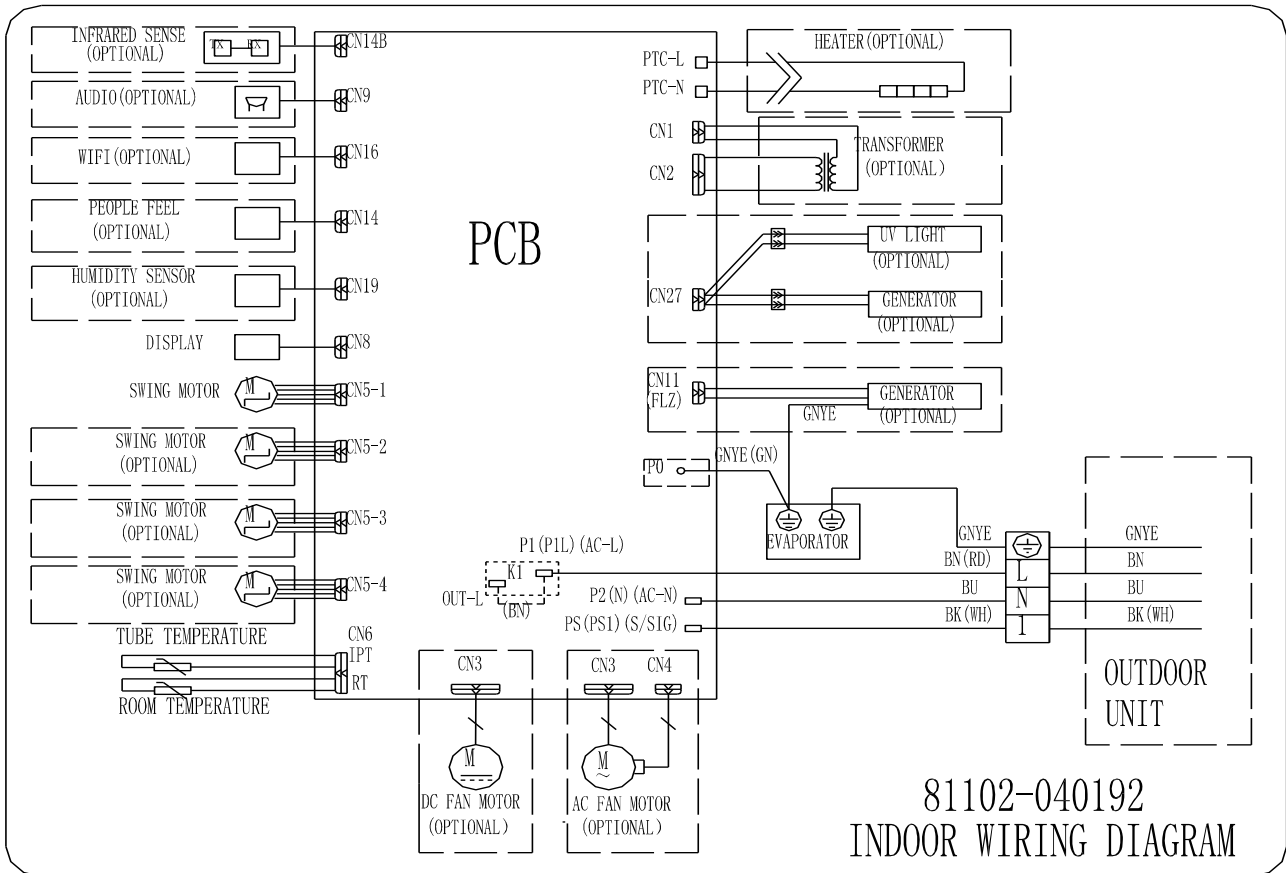 INFRARED SENSE
(OPTIONAL)
TX
RX
CN14B
AUDIO(OPTIONAL)
CN9
WIFI(OPTIONAL)
CN16
PEOPLE FEEL
(OPTIONAL)
CN14
HUMIDITY SENSOR
(OPTIONAL)
CN19
DISPLAY
CN8
SWING MOTOR
M
CN5-1
SWING MOTOR
(OPTIONAL)
M
CN5-2
SWING MOTOR
(OPTIONAL)
M
CN5-3
SWING MOTOR
(OPTIONAL)
M
CN5-4
TUBE TEMPERATURE
CN6
IPT
RT
ROOM TEMPERATURE
PCB
PTC-L
PTC-N
HEATER(OPTIONAL)
CN1
CN2
TRANSFORMER
(OPTIONAL)
CN27
UV LIGHT
(OPTIONAL)
GENERATOR
(OPTIONAL)
CN11
(FLZ)
GENERATOR
(OPTIONAL)
GNYE
P0
GNYE(GN)
EVAPORATOR
P1(P1L)(AC-L)
K1
OUT-L
(BN)
P2(N)(AC-N)
PS(PS1)(S/SIG)
GNYE
BN(RD)
BU
BK(WH)
L
N
1
GNYE
BN
BU
BK(WH)
OUTDOOR
UNIT
CN3
M
DC FAN MOTOR
(OPTIONAL)
CN3
CN4
M
~
AC FAN MOTOR
(OPTIONAL)
81102-040192
INDOOR WIRING DIAGRAM